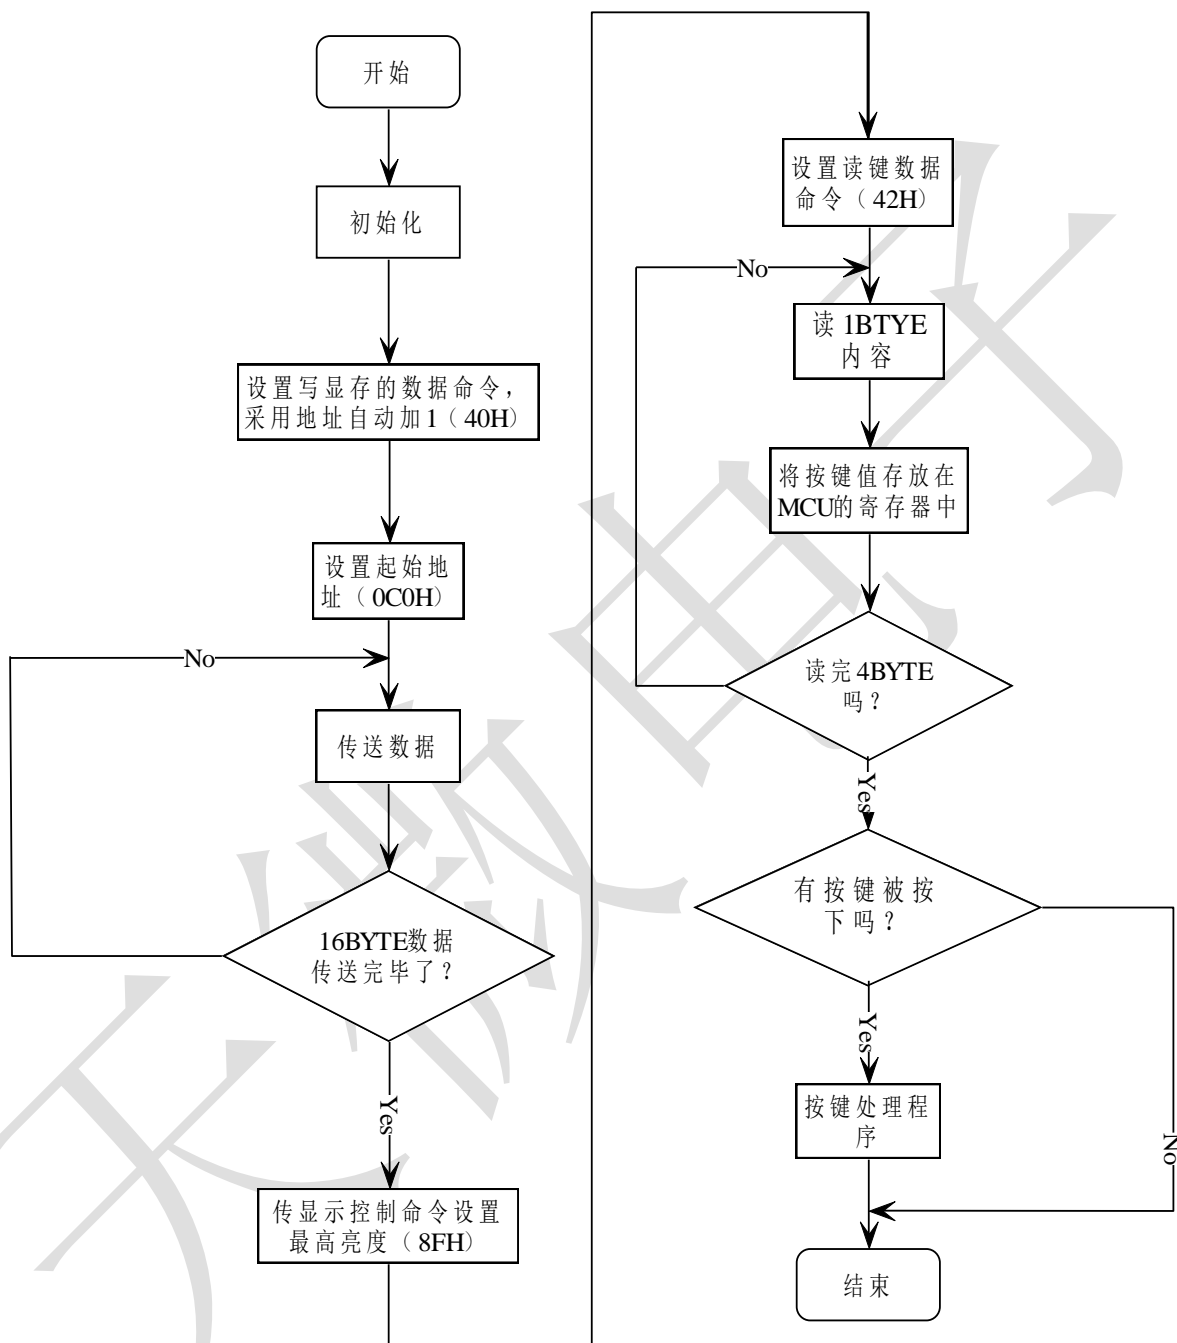 开始
初始化
设置写显存的数据命令，
采用地址自动加1（40H）
设置起始地
址（0C0H）
No
传送数据
16BYTE数据
传送完毕了？
Yes
传显示控制命令设置
最高亮度（8FH）
设置读键数据
命令（42H）
No
读1BTYE
内容
将按键值存放在
MCU的寄存器中
读完4BYTE
吗？
Yes
有按键被按
下吗？
Yes
按键处理程
序
No
结束
天微电子